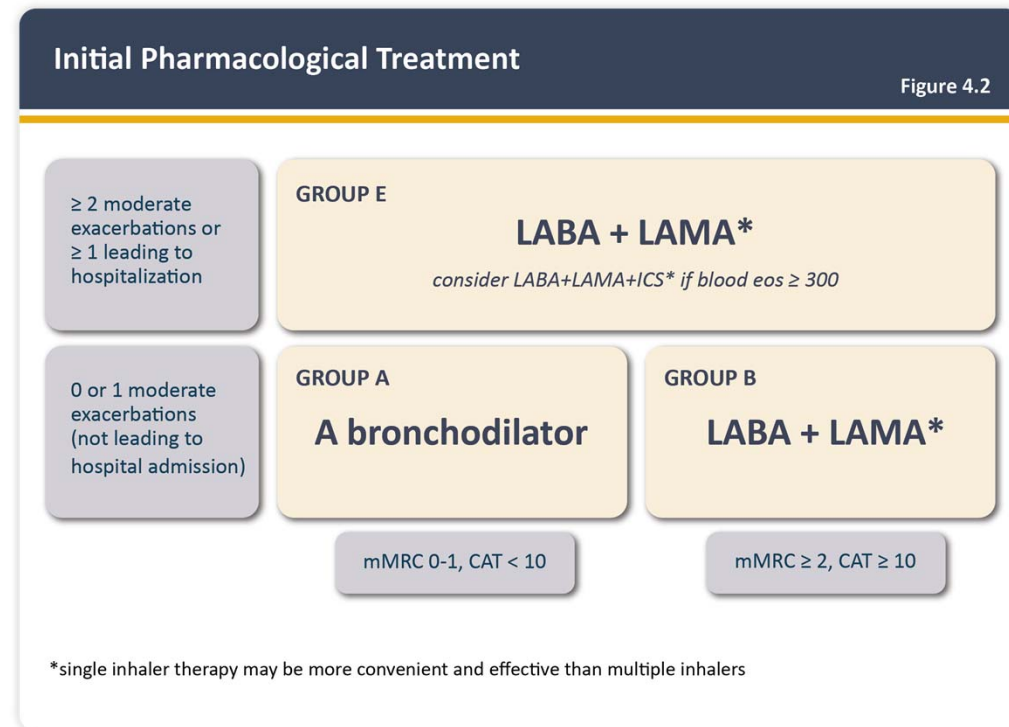 Initial Pharmacological Treatment
Figure 4.2
≥ 2 moderate
exacerbations or
≥ 1 leading to
hospitalization
GROUP E
LABA + LAMA*
consider LABA+LAMA+ICS* if blood eos ≥ 300
0 or 1 moderate
exacerbations
(not leading to
hospital admission)
GROUP A
A bronchodilator
GROUP B
LABA + LAMA*
mMRC 0-1, CAT < 10
mMRC ≥ 2, CAT ≥ 10
*single inhaler therapy may be more convenient and effective than multiple inhalers